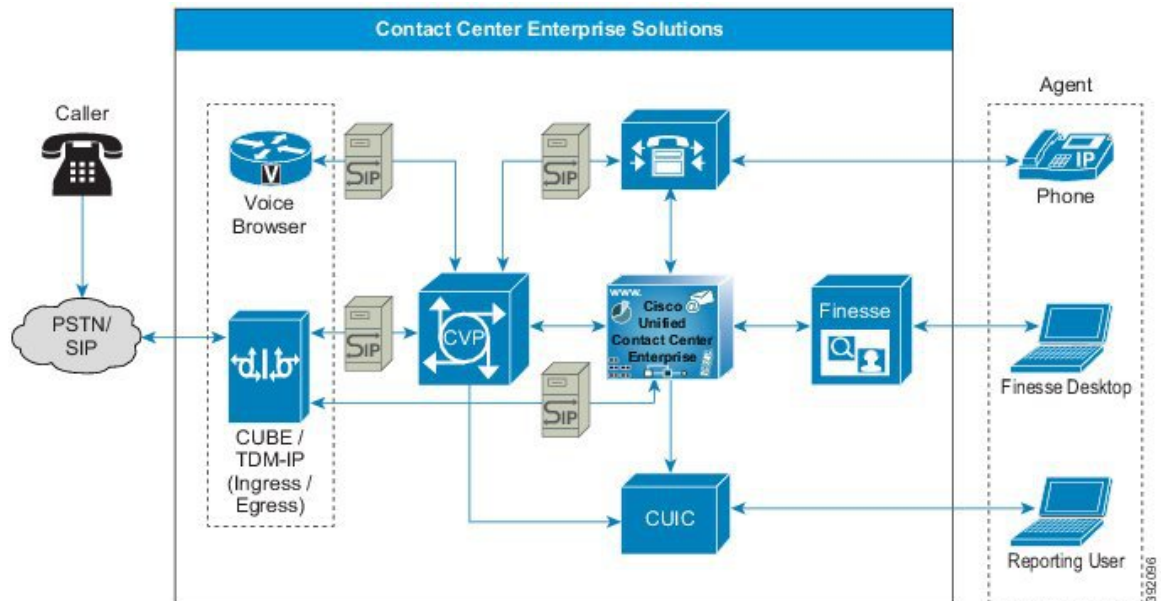 Contact Center Enterprise Solutions
Caller
PSTN/
SIP
V
Voice
Browser
CUBE /
TDM-IP
(Ingress /
Egress)
SIP
SIP
SIP
SIP
CVP
www.
@
Cisco
Unified
Contact Center
Enterprise
Finesse
CUIC
Agent
IP
Phone
Finesse Desktop
Reporting User
392096